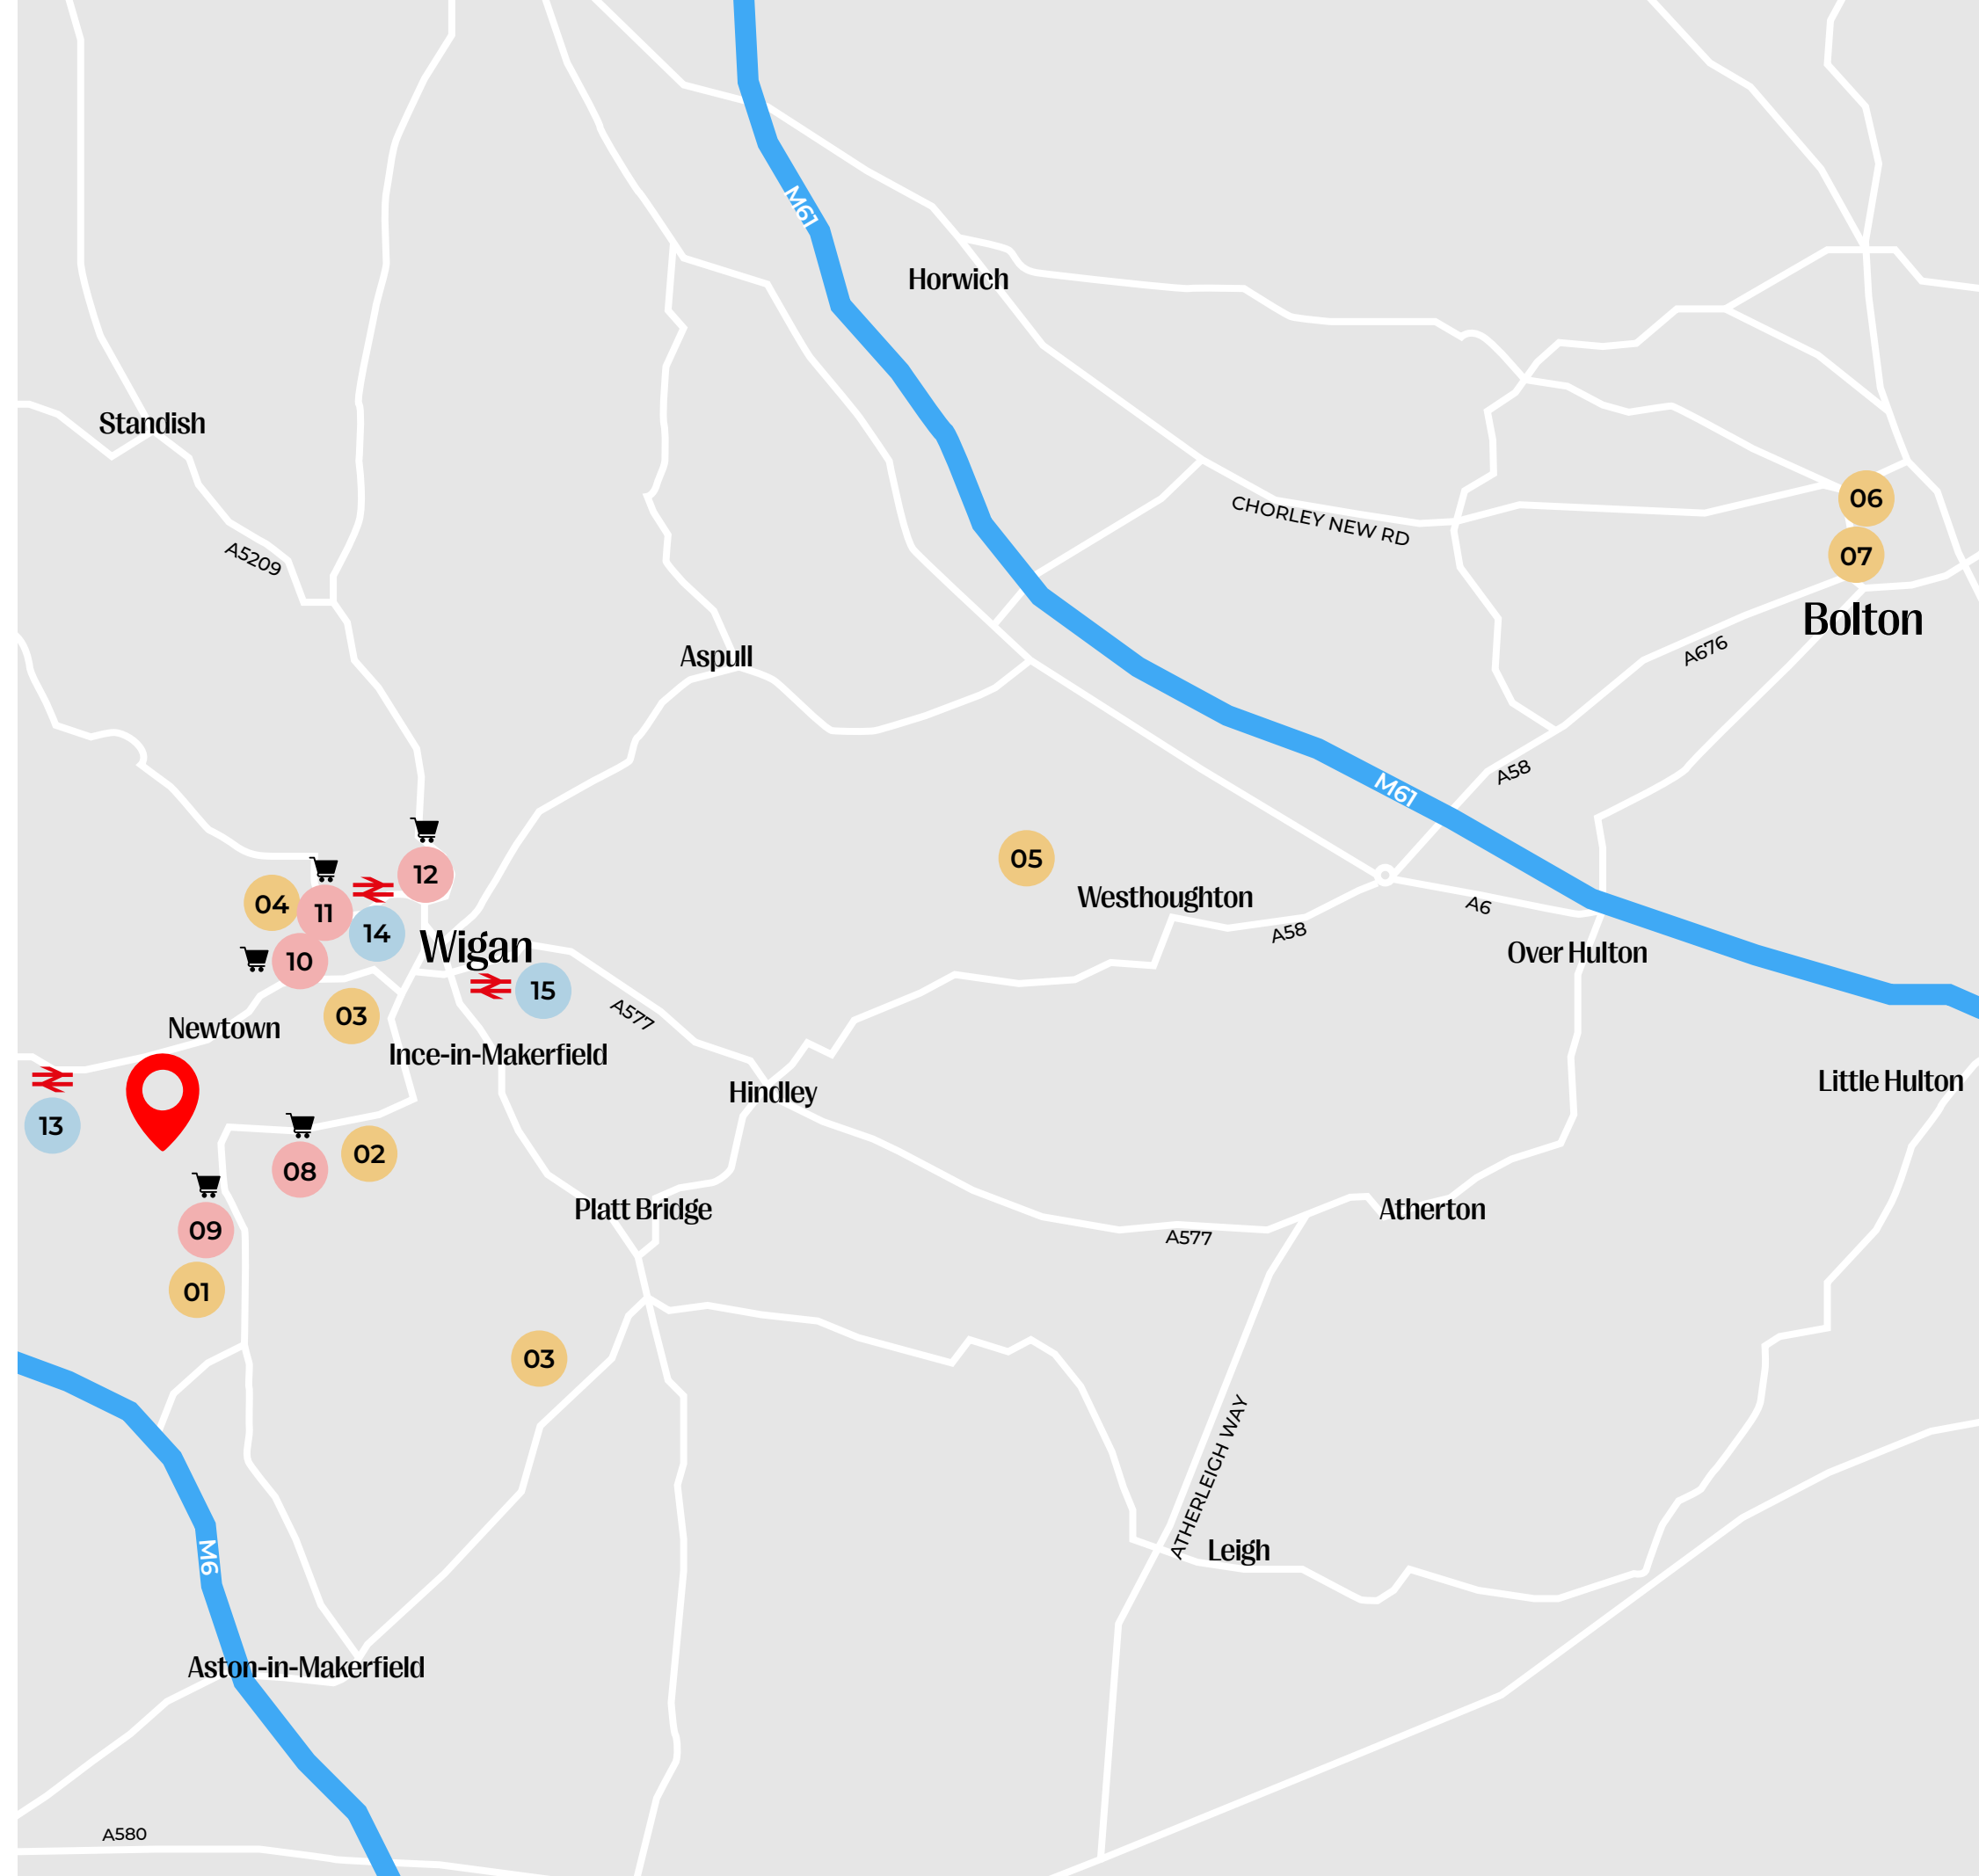 M61
Horwich
Standish
CHORLEY NEW RD
06
A5209
07
Bolton
Aspull
A676
A58
M61
12
05
Westhoughton
04
11
A6
14
A58
Wigan
Over Hulton
10
15
03
A577
Newtown
Ince-in-Makerfield
Little Hulton
Hindley
13
02
08
Platt Bridge
Atherton
09
A577
01
03
ATHERLEIGH WAY
M6
Leigh
Aston-in-Makerfield
A580